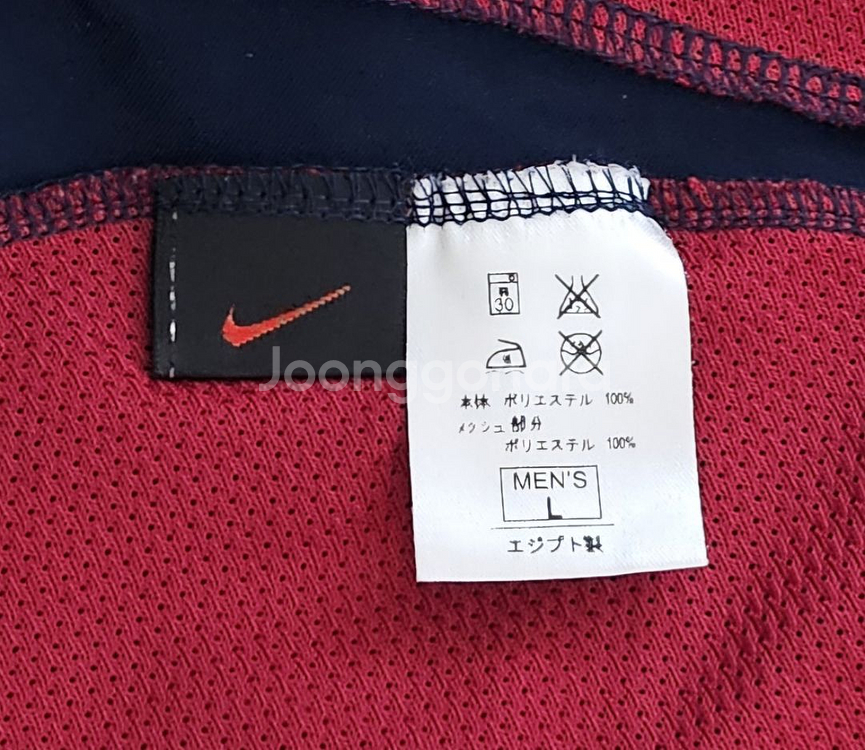 30
本体 ポリエステル 100%
メッシュ部分
ポリエステル 100%
MEN'S
L
エジプト製
Joonggonara